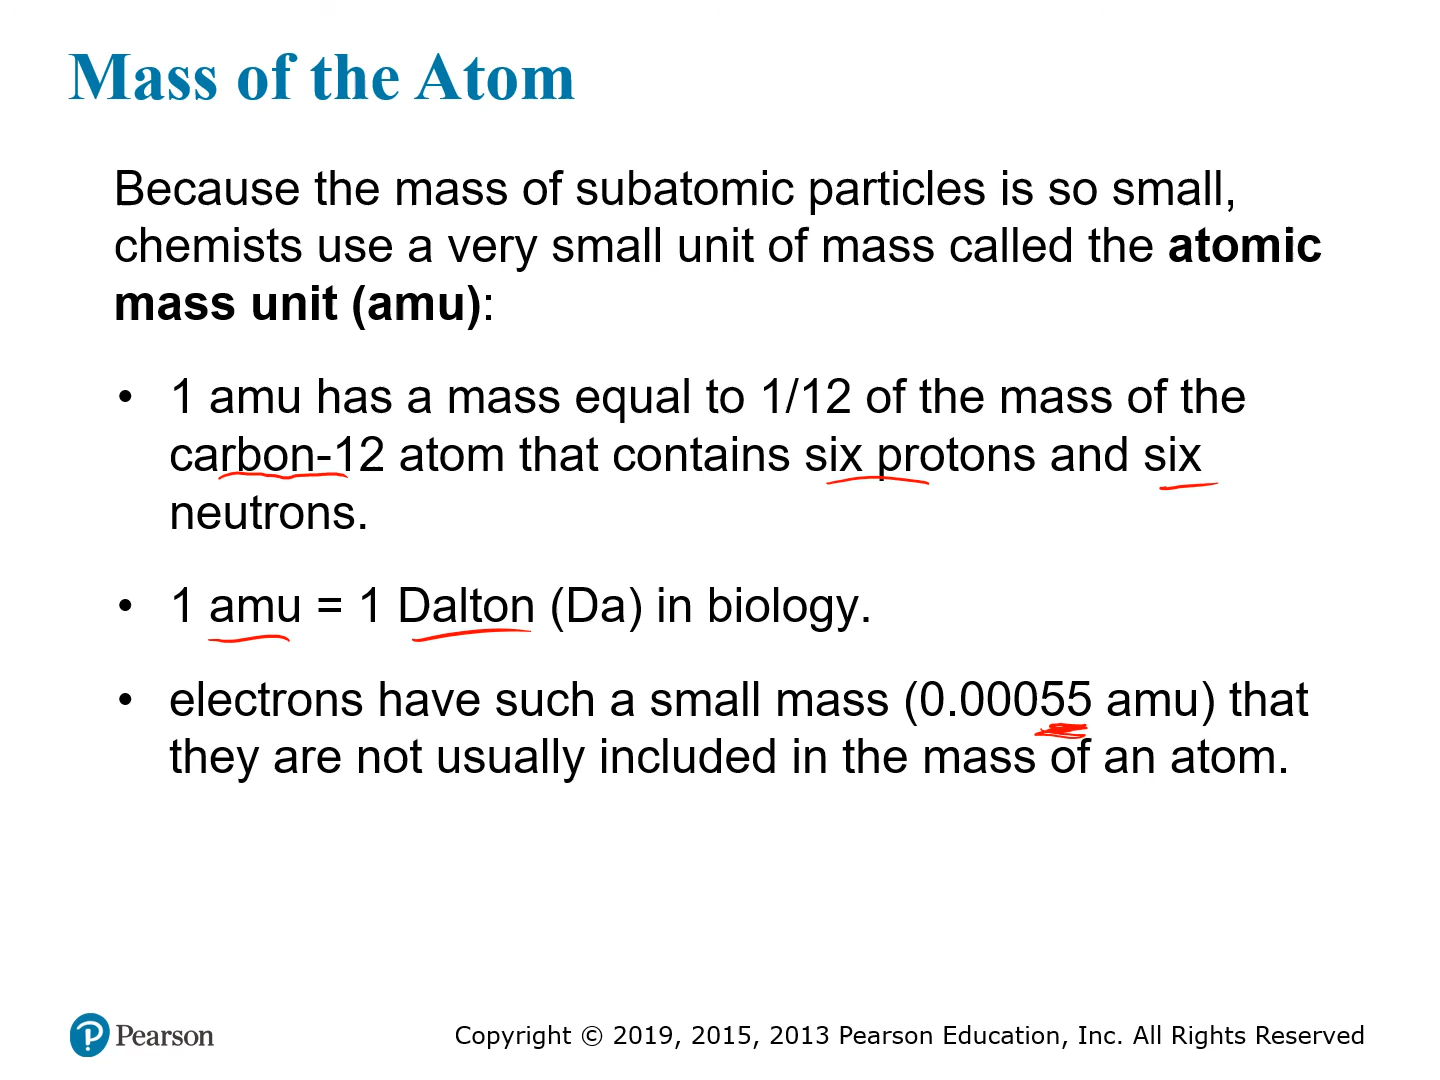 Mass of the Atom
Because the mass of subatomic particles is so small,
chemists use a very small unit of mass called the atomic
mass unit (amu):
• 1 amu has a mass equal to 1/12 of the mass of the
carbon-12 atom that contains six protons and six
neutrons.
• 1 amu = 1 Dalton (Da) in biology.
• electrons have such a small mass (0.00055 amu) that
they are not usually included in the mass of an atom.
Pearson
Copyright © 2019, 2015, 2013 Pearson Education, Inc. All Rights Reserved